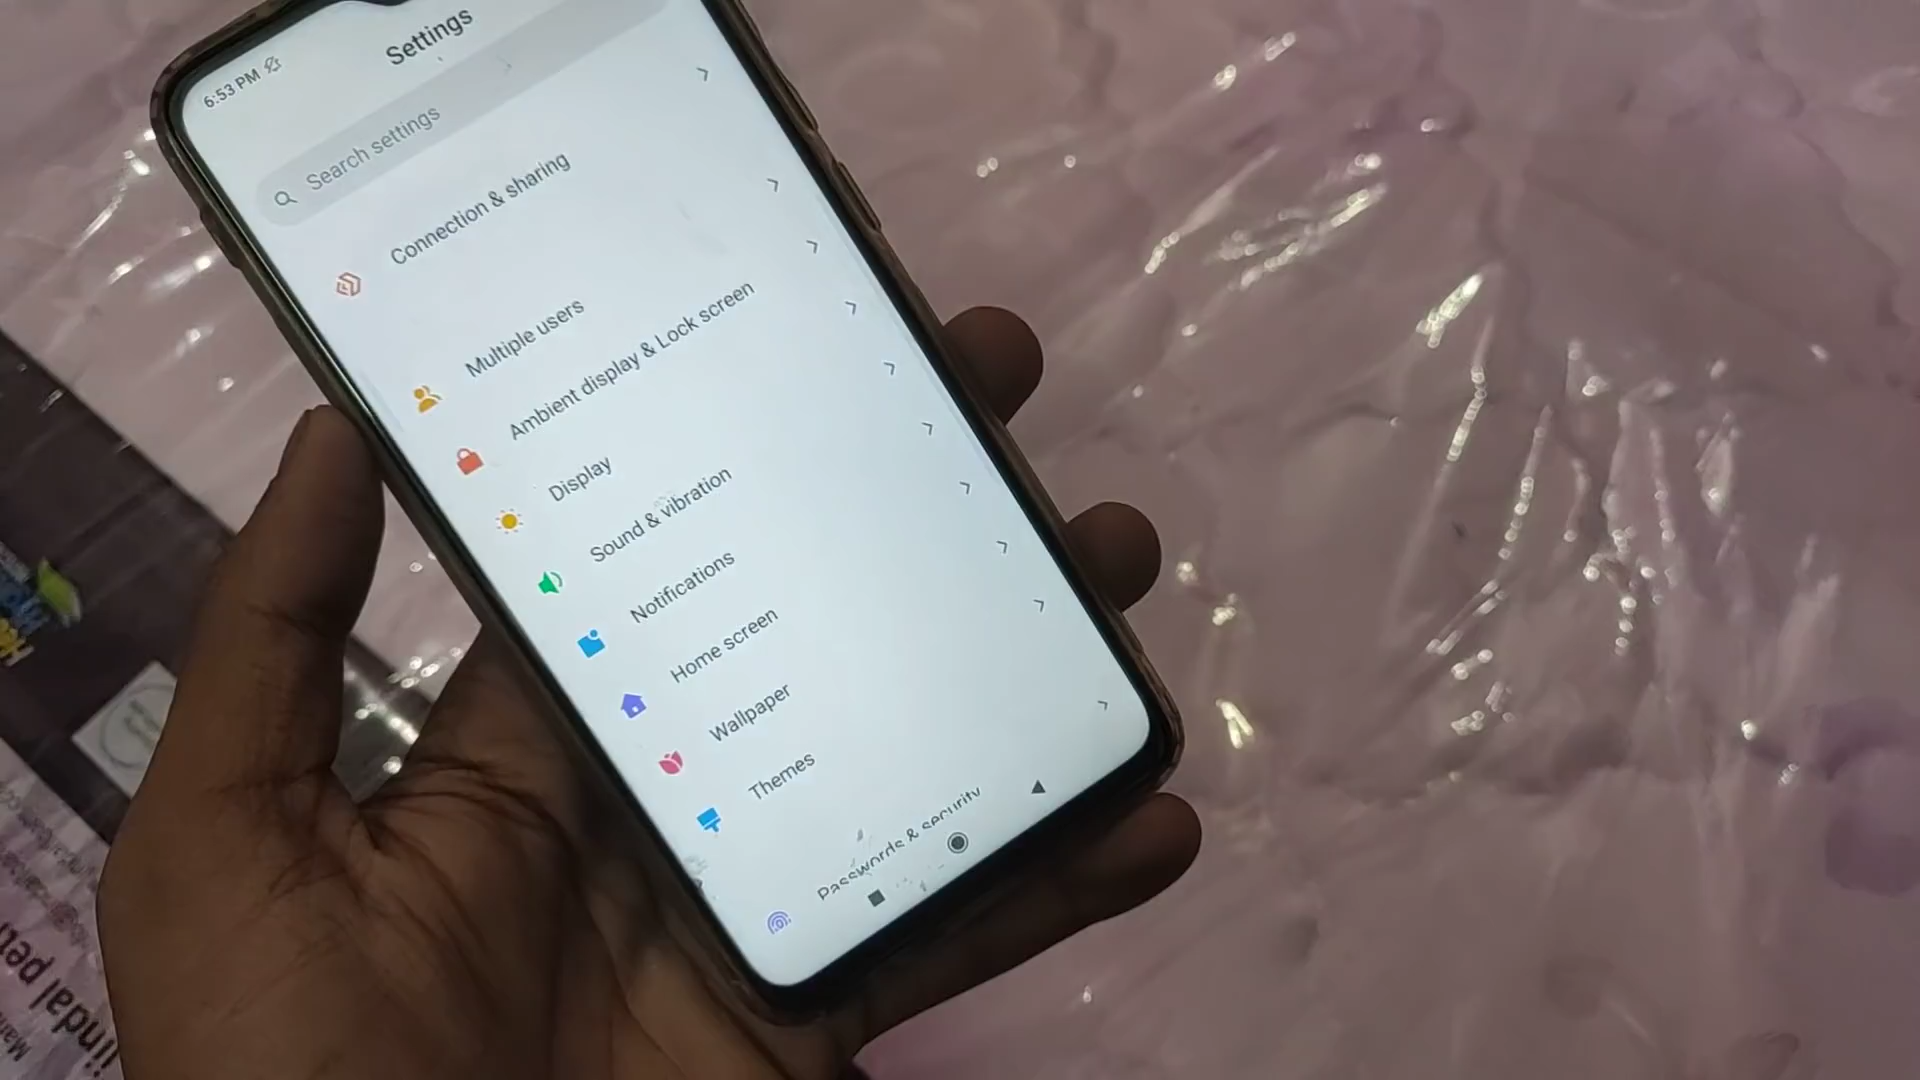 6:53 PM
Settings
Search settings
Connection & sharing
Multiple users
Ambient display & Lock screen
Display
Sound & vibration
Notifications
Home screen
Wallpaper
Themes
Passwords & security